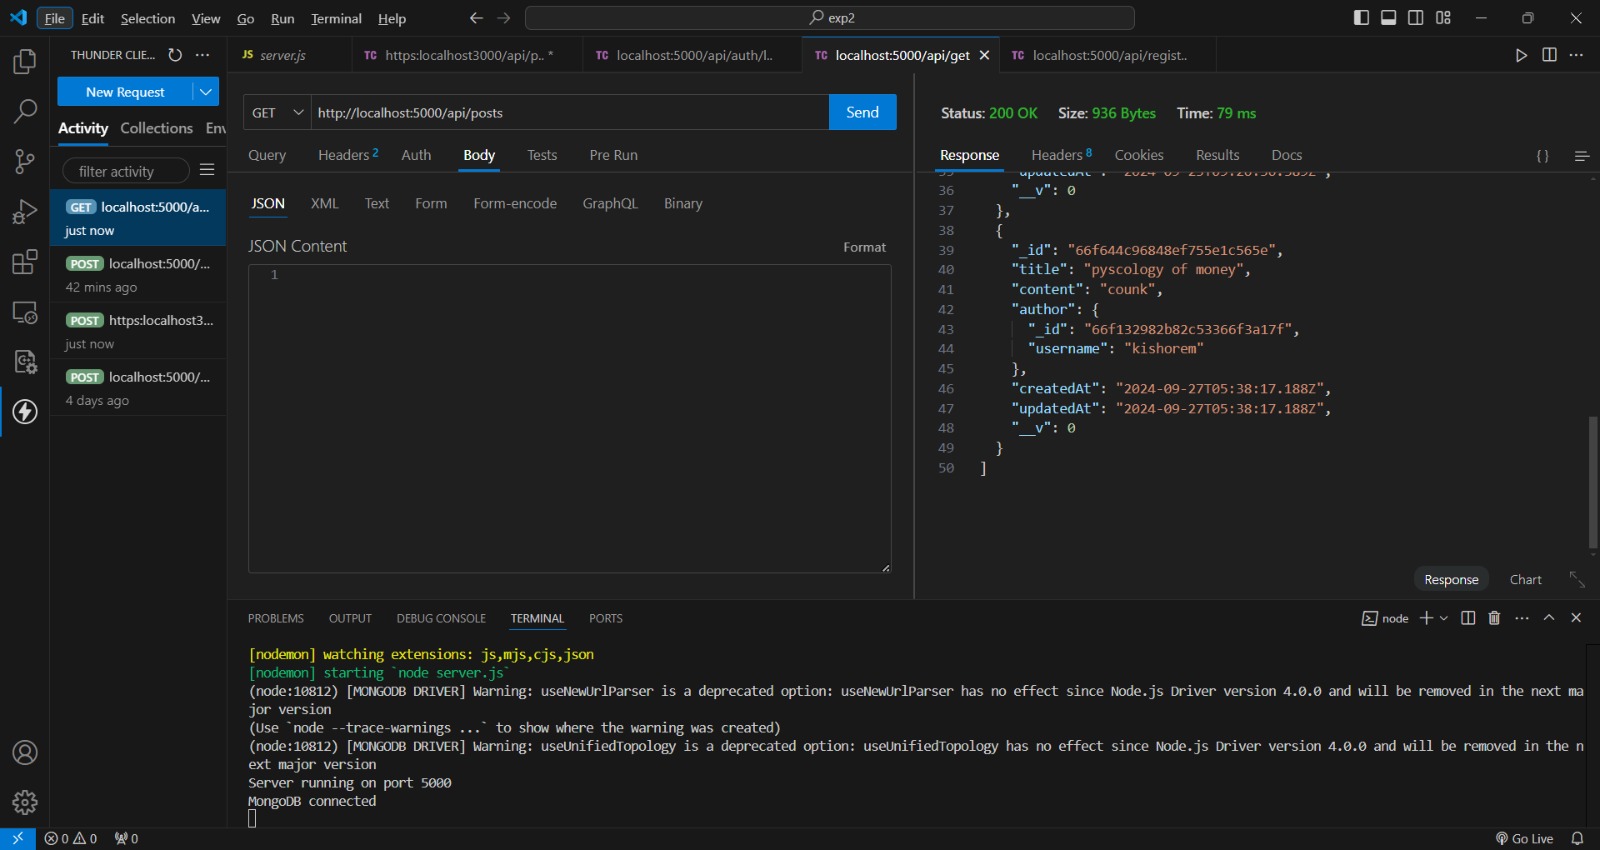 File Edit Selection View Go Run Terminal Help
exp2
THUNDER CLIE...
New Request
Activity Collections Env
filter activity
GET localhost:5000/a...
just now
POST localhost:5000/...
42 mins ago
POST https:localhost3...
just now
POST localhost:5000/...
4 days ago
JS server.js
TC https:localhost3000/api/p.. *
TC localhost:5000/api/auth/l..
TC localhost:5000/api/get
TC localhost:5000/api/regist..
GET http://localhost:5000/api/posts Send
Query Headers 2 Auth Body Tests Pre Run
JSON XML Text Form Form-encode GraphQL Binary
JSON Content Format
1
Status: 200 OK Size: 936 Bytes Time: 79 ms
Response Headers 8 Cookies Results Docs { }
36 "__v": 0
37 },
38 {
39 "_id": "66f644c96848ef755e1c565e",
40 "title": "pyscology of money",
41 "content": "counk",
42 "author": {
43 "_id": "66f132982b82c53366f3a17f",
44 "username": "kishorem"
45 },
46 "createdAt": "2024-09-27T05:38:17.188Z",
47 "updatedAt": "2024-09-27T05:38:17.188Z",
48 "__v": 0
49 }
50 ]
Response Chart
PROBLEMS OUTPUT DEBUG CONSOLE TERMINAL PORTS
node
[nodemon] watching extensions: js,mjs,cjs,json
[nodemon] starting `node server.js`
(node:10812) [MONGODB DRIVER] Warning: useNewUrlParser is a deprecated option: useNewUrlParser has no effect since Node.js Driver version 4.0.0 and will be removed in the next ma
jor version
(Use `node --trace-warnings ...` to show where the warning was created)
(node:10812) [MONGODB DRIVER] Warning: useUnifiedTopology is a deprecated option: useUnifiedTopology has no effect since Node.js Driver version 4.0.0 and will be removed in the n
ext major version
Server running on port 5000
MongoDB connected
0 0 0
Go Live